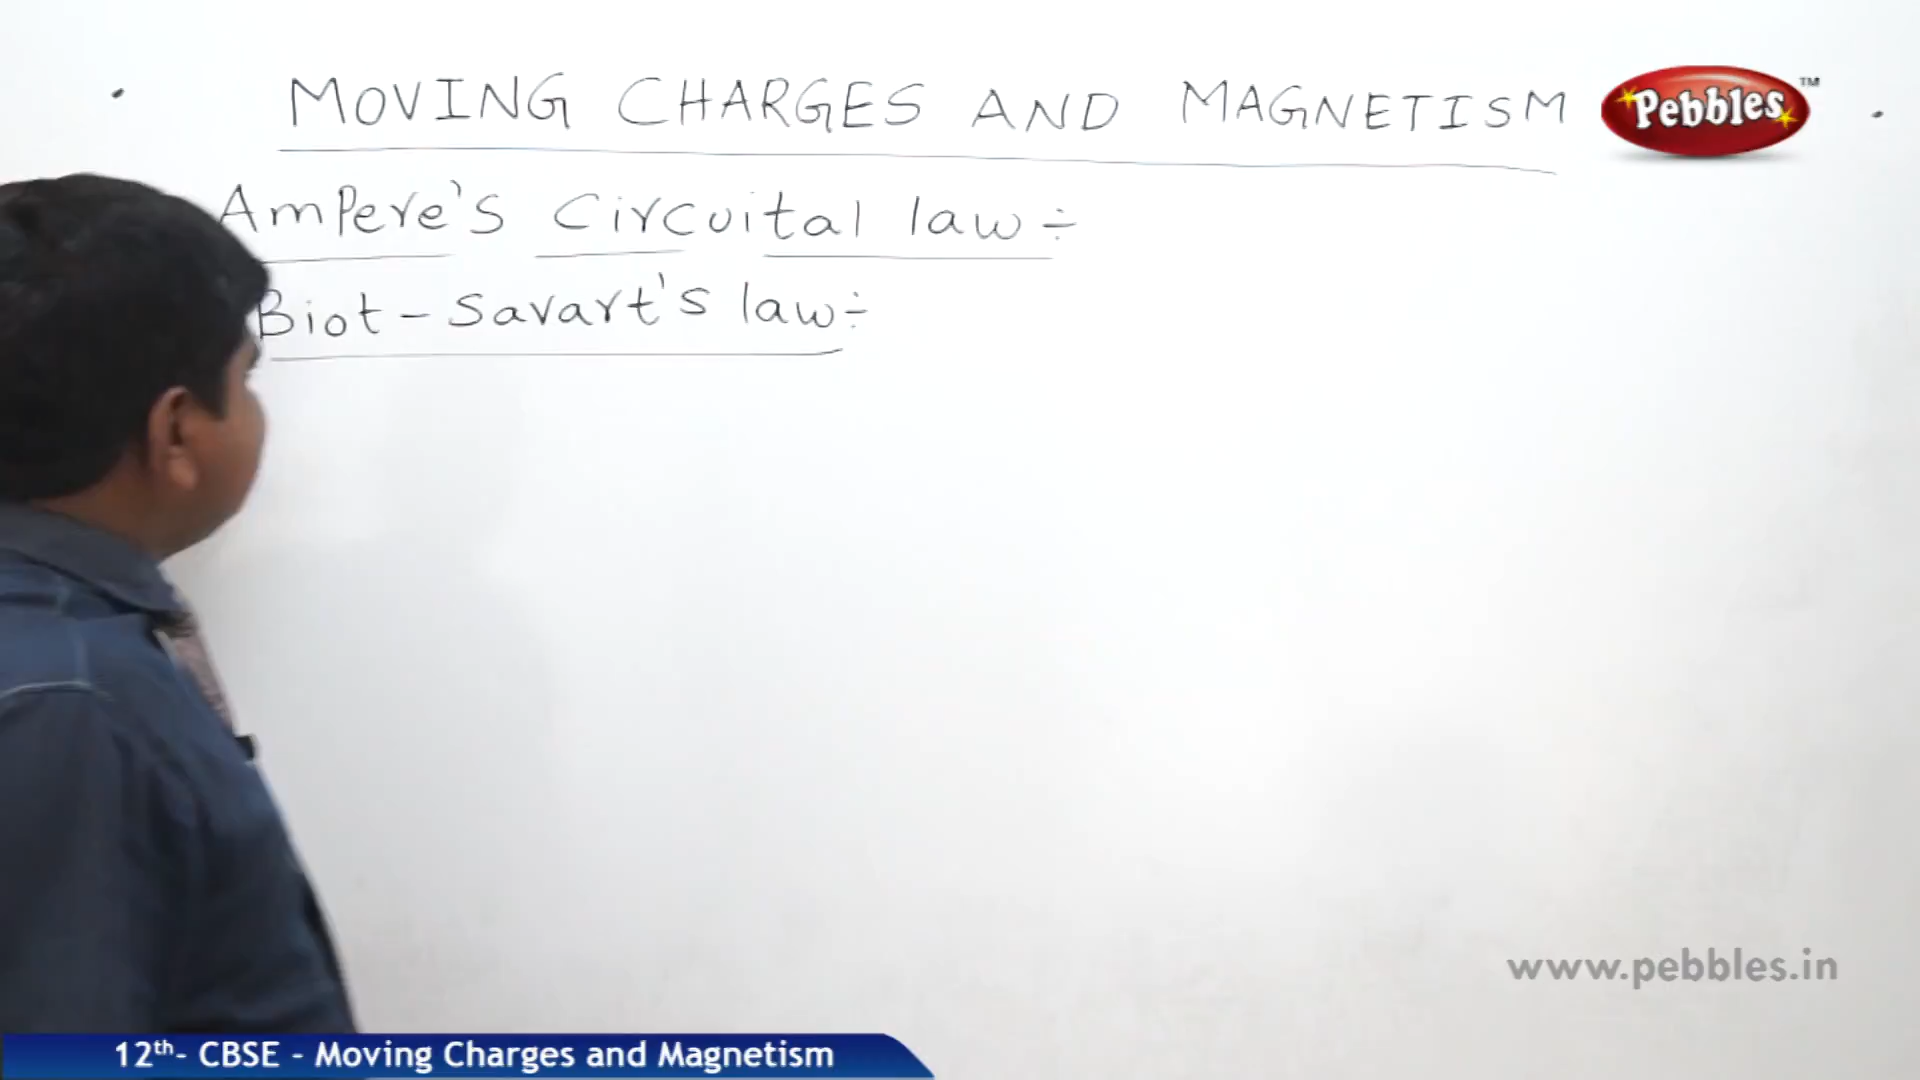 MOVING CHARGES AND MAGNETISM
Pebbles™
Ampere's Circuital law ÷
Biot - Savart's law ÷
www.pebbles.in
12th- CBSE - Moving Charges and Magnetism